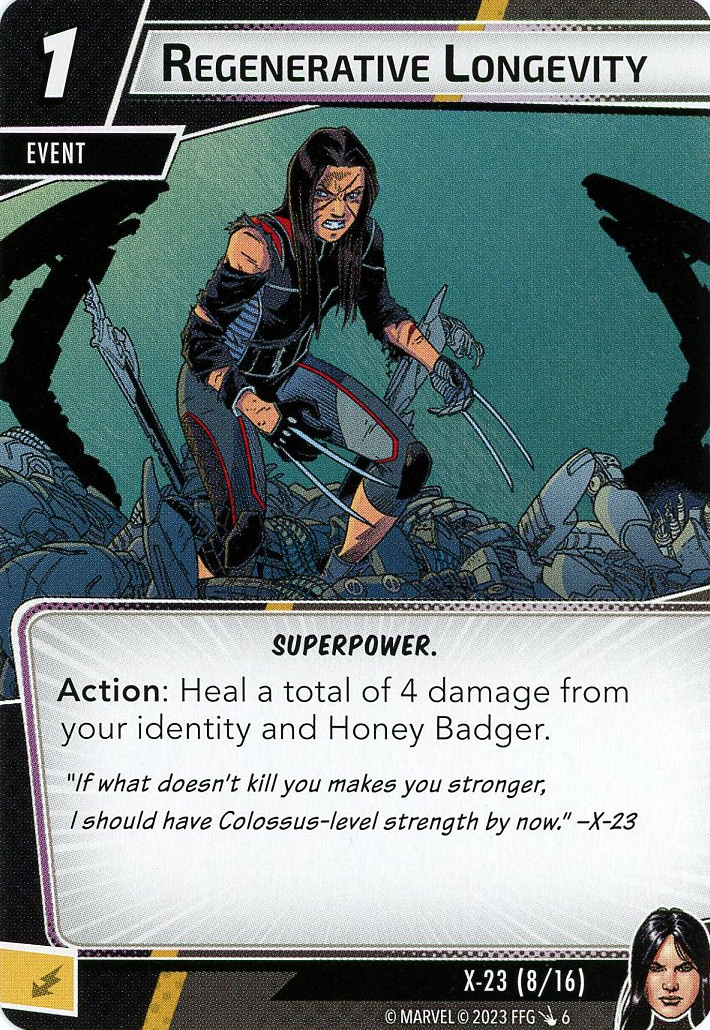 1
REGENERATIVE LONGEVITY
EVENT
SUPERPOWER.
Action: Heal a total of 4 damage from
your identity and Honey Badger.
"If what doesn't kill you makes you stronger,
I should have Colossus-level strength by now." –X-23
X-23 (8/16)
© MARVEL © 2023 FFG 6